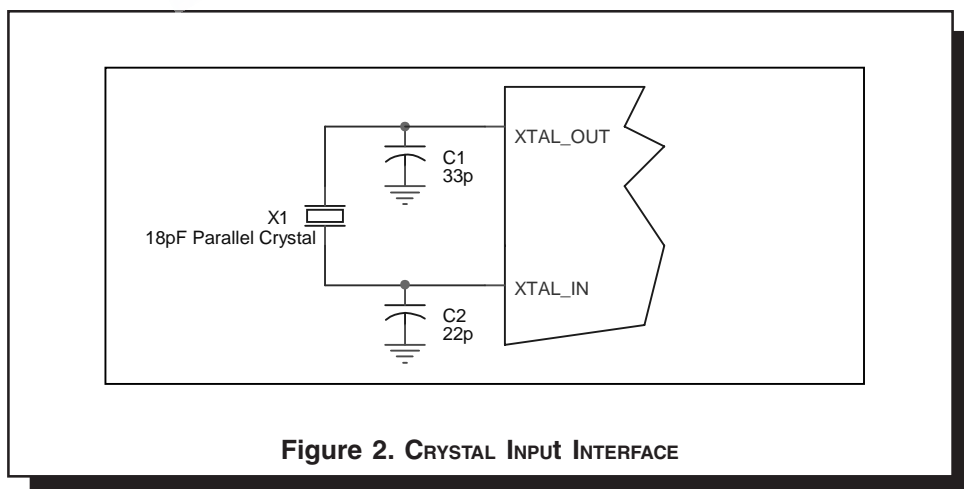 XTAL_OUT
C1
33p
X1
18pF Parallel Crystal
XTAL_IN
C2
22p
Figure 2. CRYSTAL INPUT INTERFACE